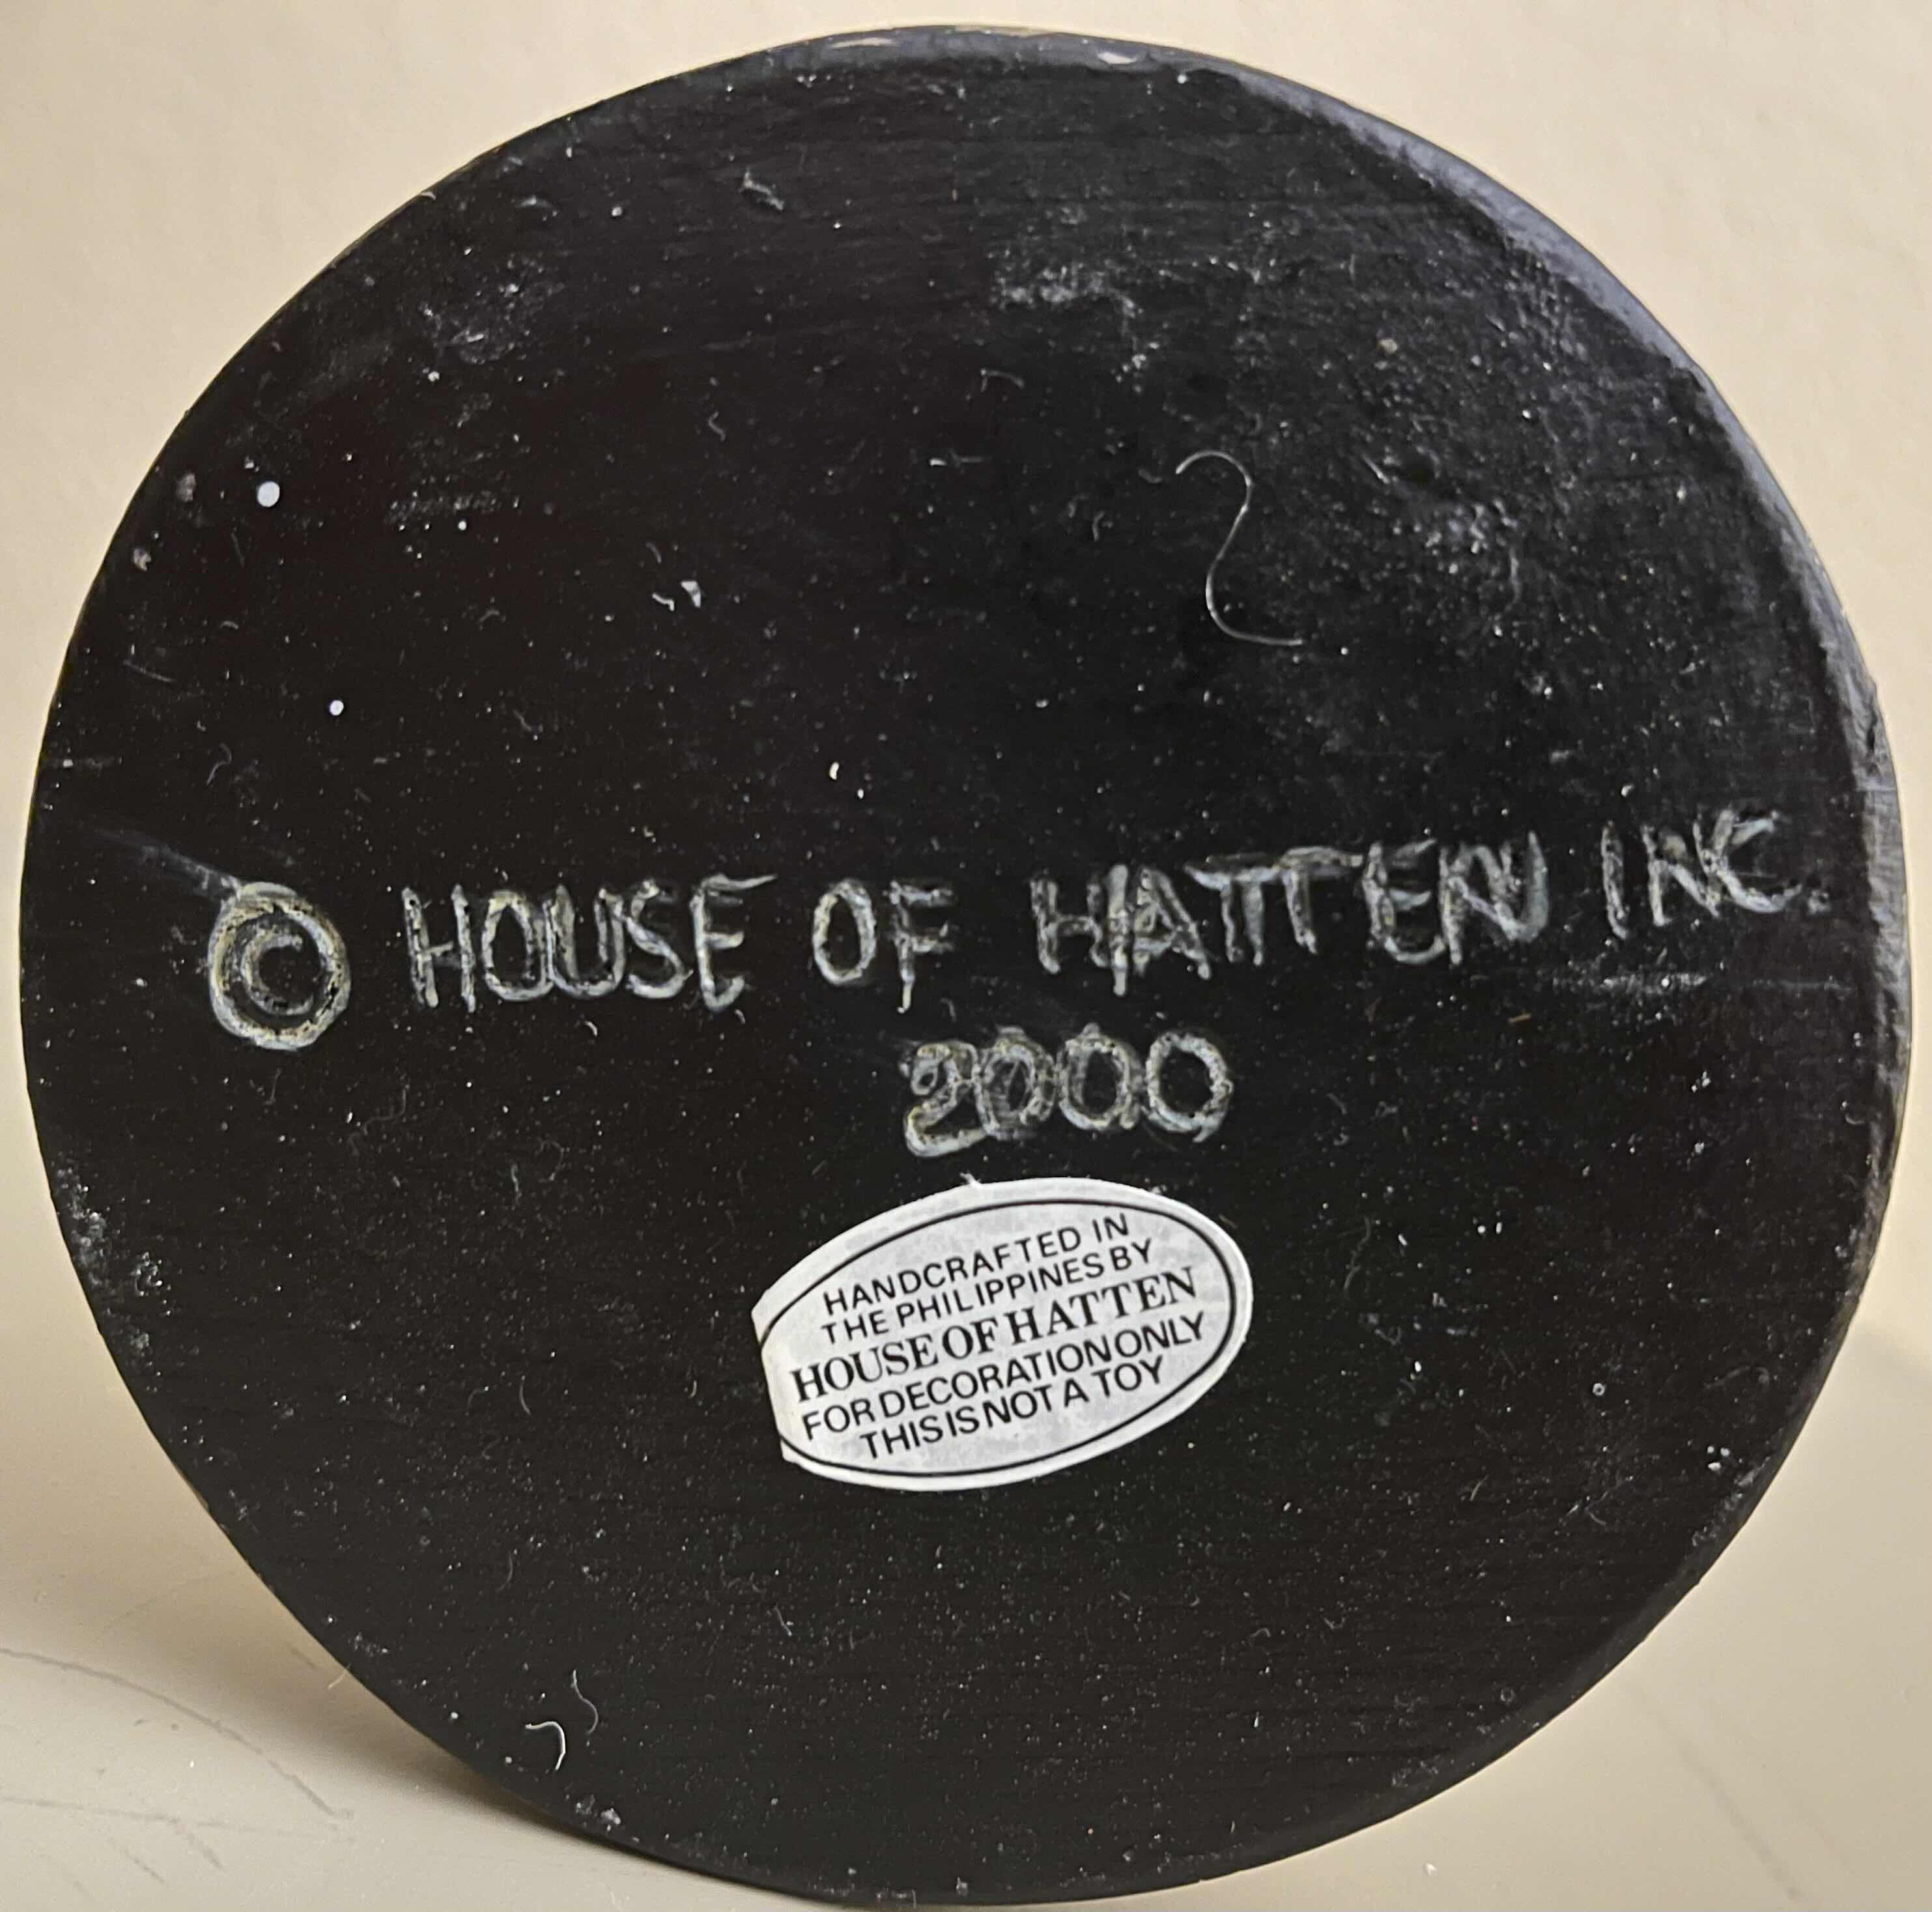 © HOUSE OF HATTEN INC.
2000
HANDCRAFTED IN
THE PHILIPPINES BY
HOUSE OF HATTEN
FOR DECORATION ONLY
THIS IS NOT A TOY